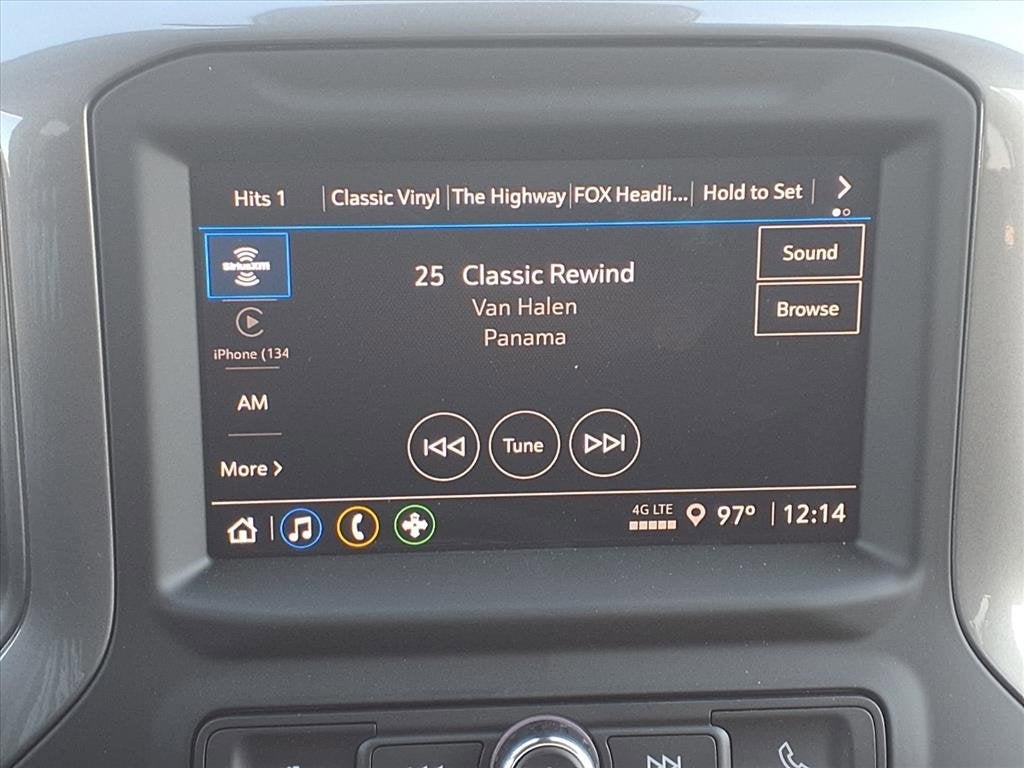 Hits 1
Classic Vinyl
The Highway
FOX Headli...
Hold to Set
SiriusXM
25 Classic Rewind
Van Halen
Panama
Sound
Browse
iPhone (134
AM
More
Tune
4G LTE
97°
12:14